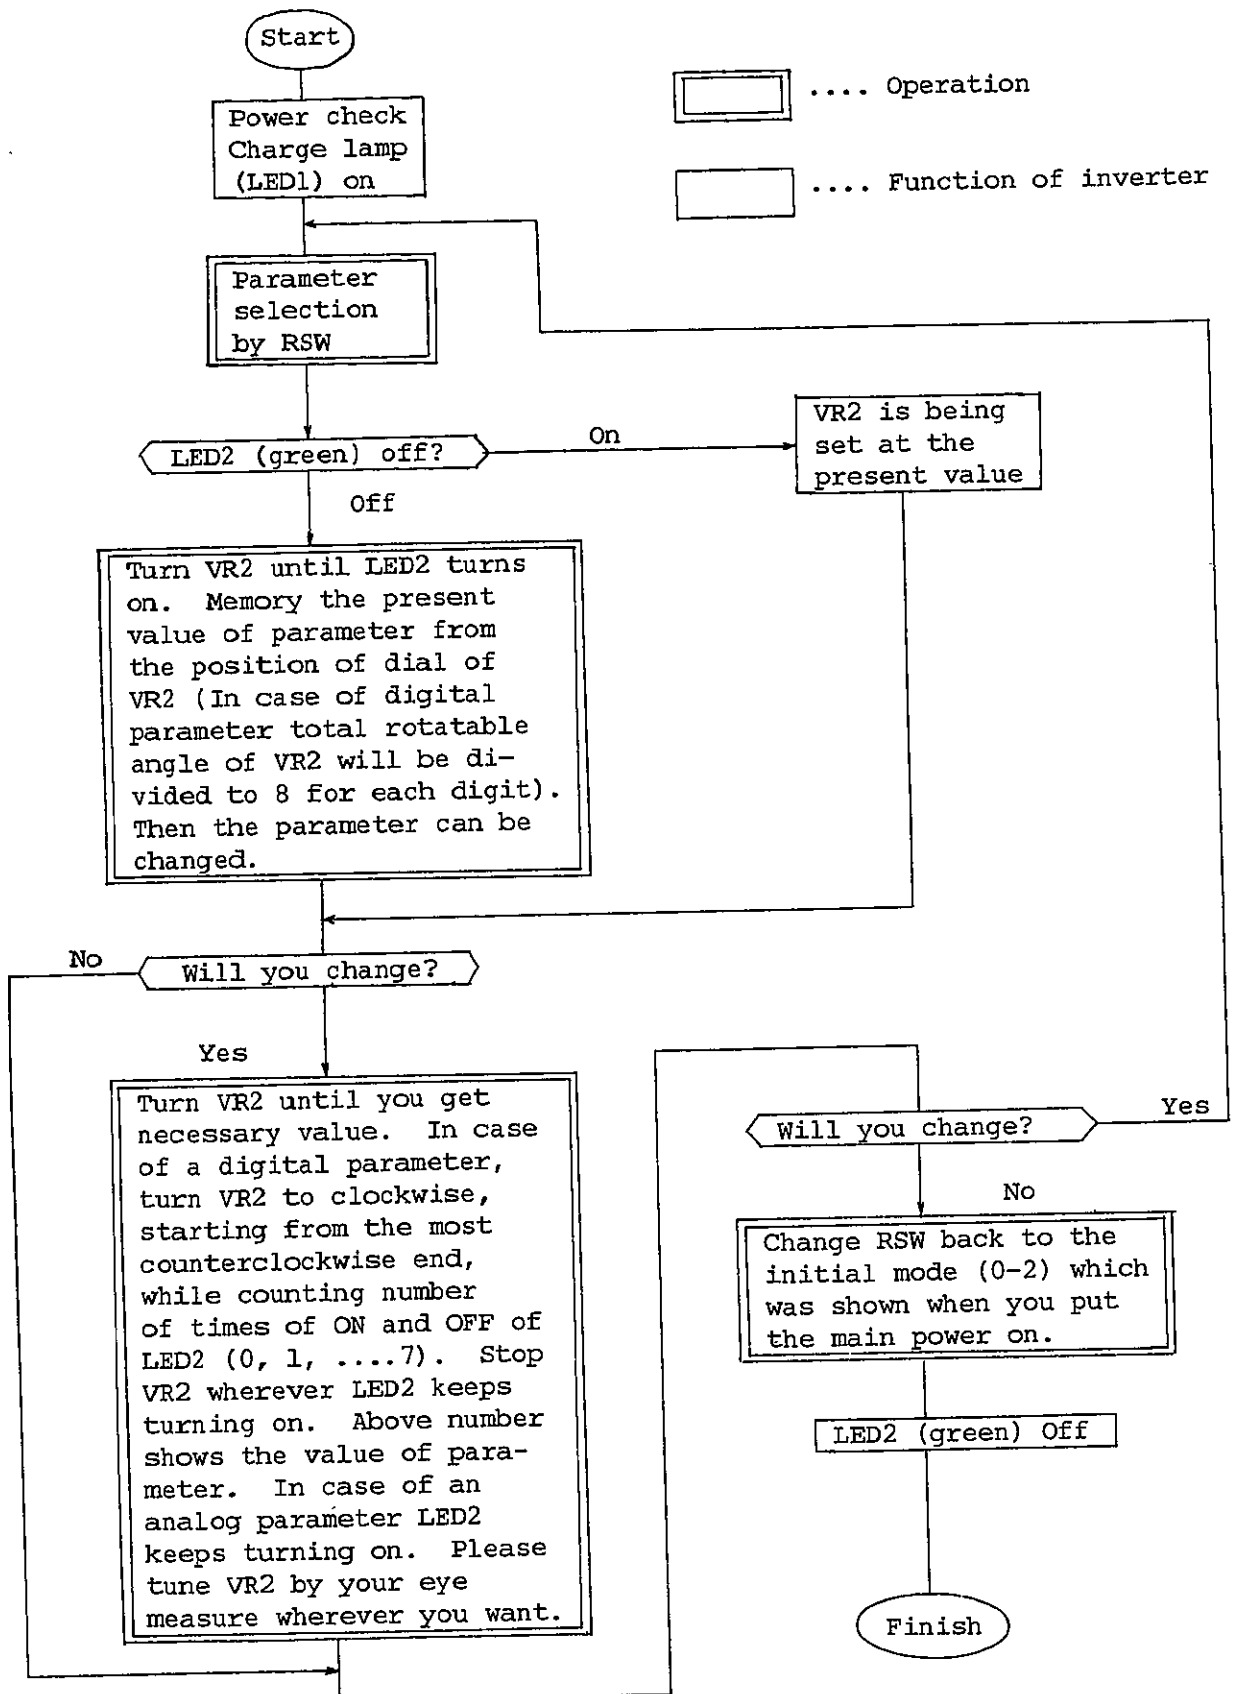 Start
.... Operation
Power check
Charge lamp
(LED1) on
.... Function of inverter
Parameter
selection
by RSW
LED2 (green) off?
On
VR2 is being
set at the
present value
Off
Turn VR2 until LED2 turns
on. Memory the present
value of parameter from
the position of dial of
VR2 (In case of digital
parameter total rotatable
angle of VR2 will be di-
vided to 8 for each digit).
Then the parameter can be
changed.
No
Will you change?
Yes
Turn VR2 until you get
necessary value. In case
of a digital parameter,
turn VR2 to clockwise,
starting from the most
counterclockwise end,
while counting number
of times of ON and OFF of
LED2 (0, 1, ....7). Stop
VR2 wherever LED2 keeps
turning on. Above number
shows the value of para-
meter. In case of an
analog parameter LED2
keeps turning on. Please
tune VR2 by your eye
measure wherever you want.
Will you change?
Yes
No
Change RSW back to the
initial mode (0-2) which
was shown when you put
the main power on.
LED2 (green) Off
Finish